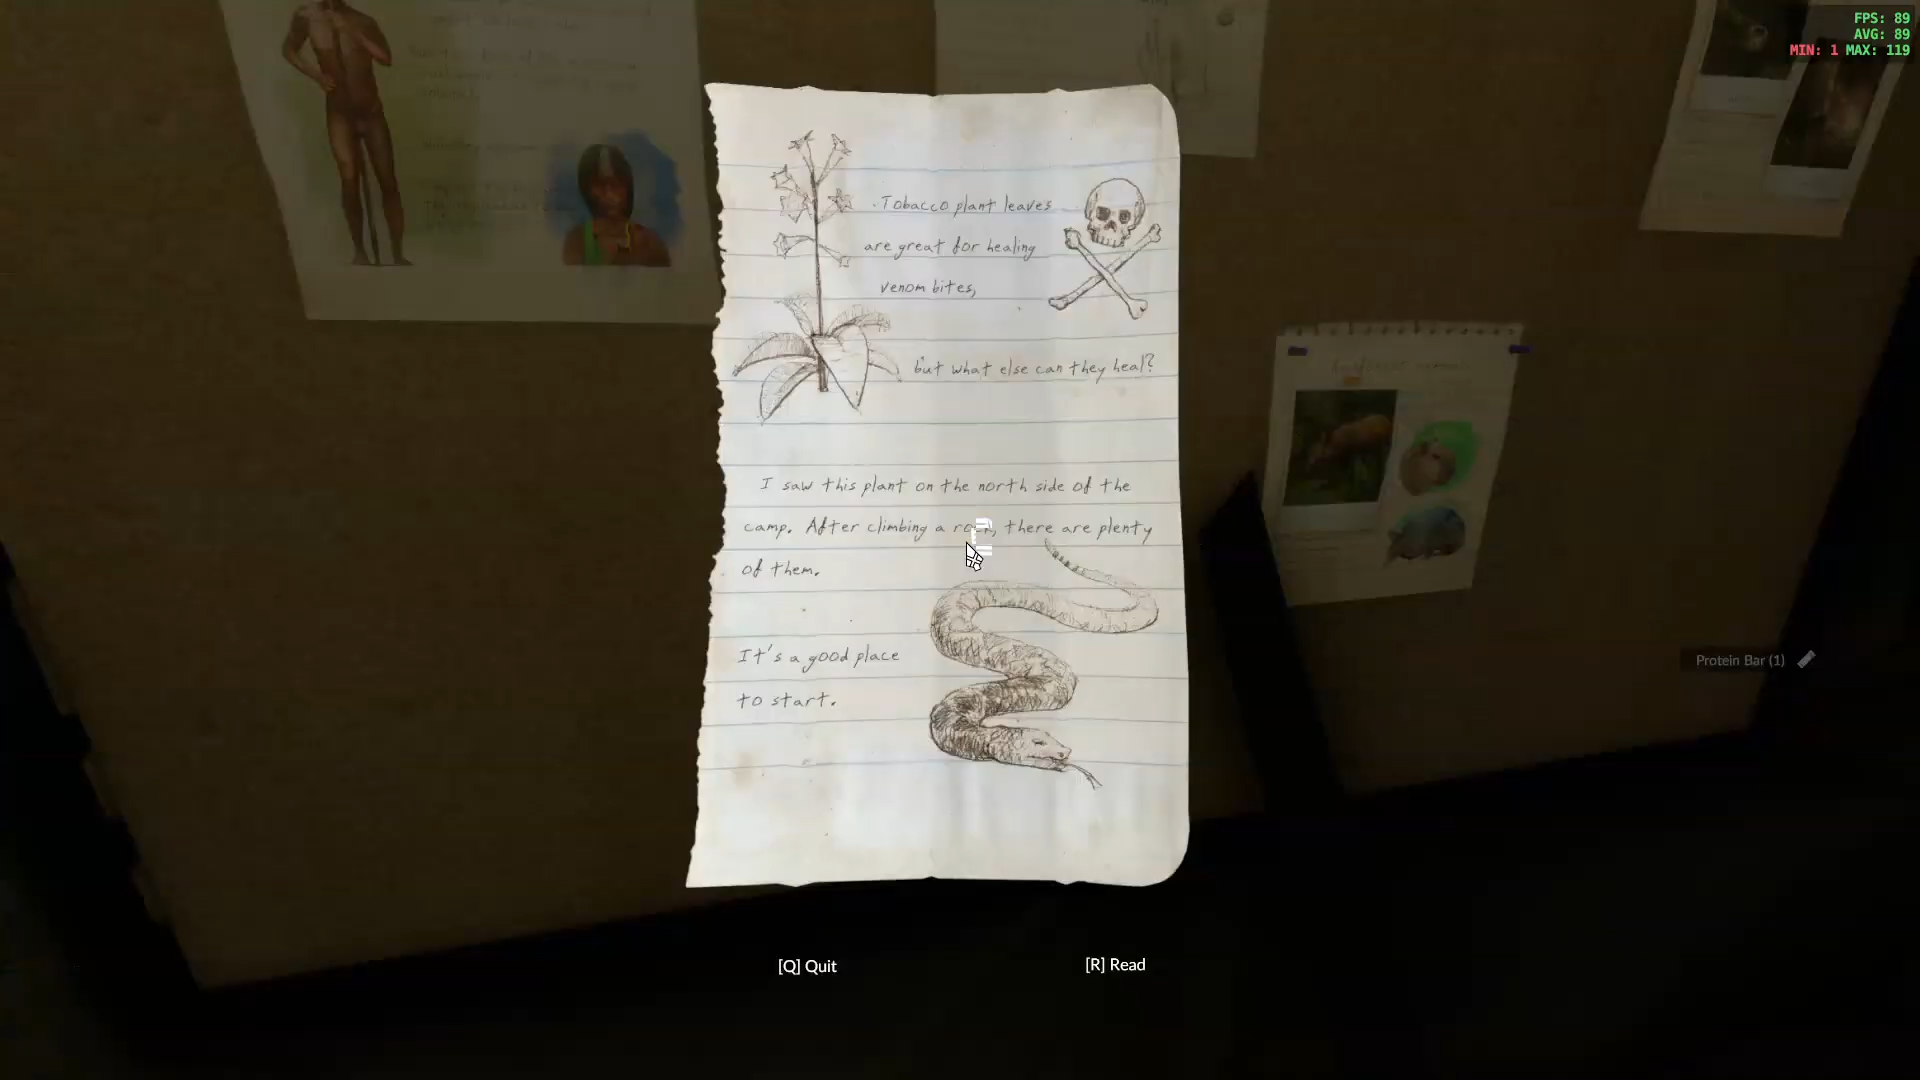 FPS: 89
AVG: 89
MIN: 1 MAX: 119
Tobacco plant leaves
are great for healing
venom bites,
but what else can they heal?
I saw this plant on the north side of the
camp. After climbing a rock, there are plenty
of them.
It's a good place
to start.
Protein Bar (1)
[Q] Quit
[R] Read